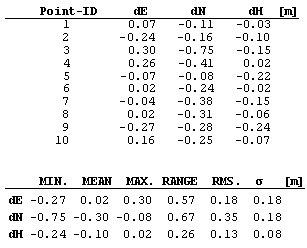 Point-ID dE dN dH [m]
1 0.07 -0.11 -0.03
2 -0.24 -0.16 -0.10
3 0.30 -0.75 -0.15
4 0.26 -0.41 0.02
5 -0.07 -0.08 -0.22
6 0.02 -0.24 -0.02
7 -0.04 -0.38 -0.15
8 0.02 -0.31 -0.06
9 -0.27 -0.28 -0.24
10 0.16 -0.25 -0.07
MIN. MEAN MAX. RANGE RMS. σ [m]
dE -0.27 0.02 0.30 0.57 0.18 0.18
dN -0.75 -0.30 -0.08 0.67 0.35 0.18
dH -0.24 -0.10 0.02 0.26 0.13 0.08